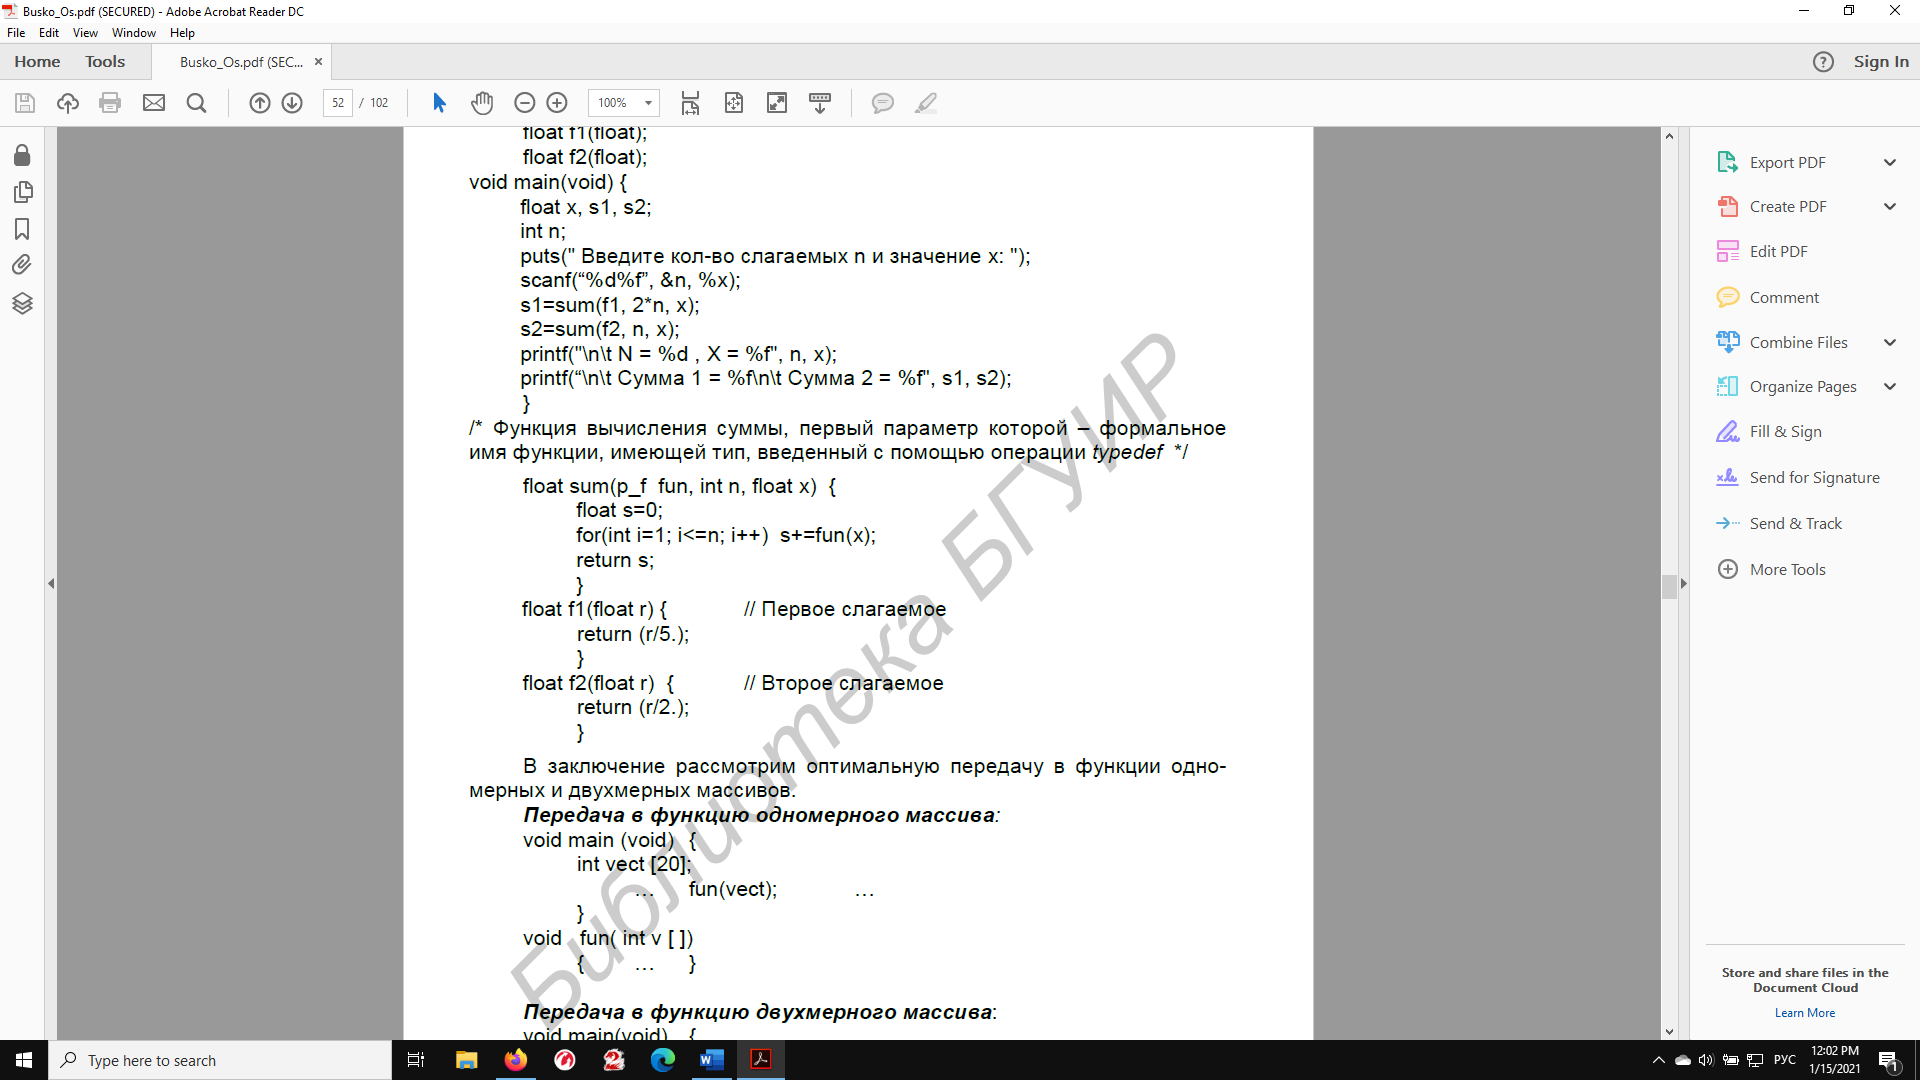 Busko_Os.pdf (SECURED) - Adobe Acrobat Reader DC
File Edit View Window Help
Home Tools Busko_Os.pdf (SEC... × Sign In
52 / 102 100%
float f1(float);
float f2(float);
void main(void) {
float x, s1, s2;
int n;
puts(" Введите кол-во слагаемых n и значение x: ");
scanf(“%d%f”, &n, %x);
s1=sum(f1, 2*n, x);
s2=sum(f2, n, x);
printf("\n\t N = %d , X = %f", n, x);
printf(“\n\t Сумма 1 = %f\n\t Сумма 2 = %f", s1, s2);
}
/* Функция вычисления суммы, первый параметр которой – формальное
имя функции, имеющей тип, введенный с помощью операции typedef */
float sum(p_f fun, int n, float x) {
float s=0;
for(int i=1; i<=n; i++) s+=fun(x);
return s;
}
float f1(float r) { // Первое слагаемое
return (r/5.);
}
float f2(float r) { // Второе слагаемое
return (r/2.);
}
В заключение рассмотрим оптимальную передачу в функции одно-
мерных и двухмерных массивов.
Передача в функцию одномерного массива:
void main (void) {
int vect [20];
… fun(vect); …
}
void fun( int v [ ])
{ … }
Передача в функцию двухмерного массива:
void main(void) {
Библиотека БГУИР
Export PDF
Create PDF
Edit PDF
Comment
Combine Files
Organize Pages
Fill & Sign
Send for Signature
Send & Track
More Tools
Store and share files in the
Document Cloud
Learn More
Type here to search
РУС
12:02 PM
1/15/2021
1